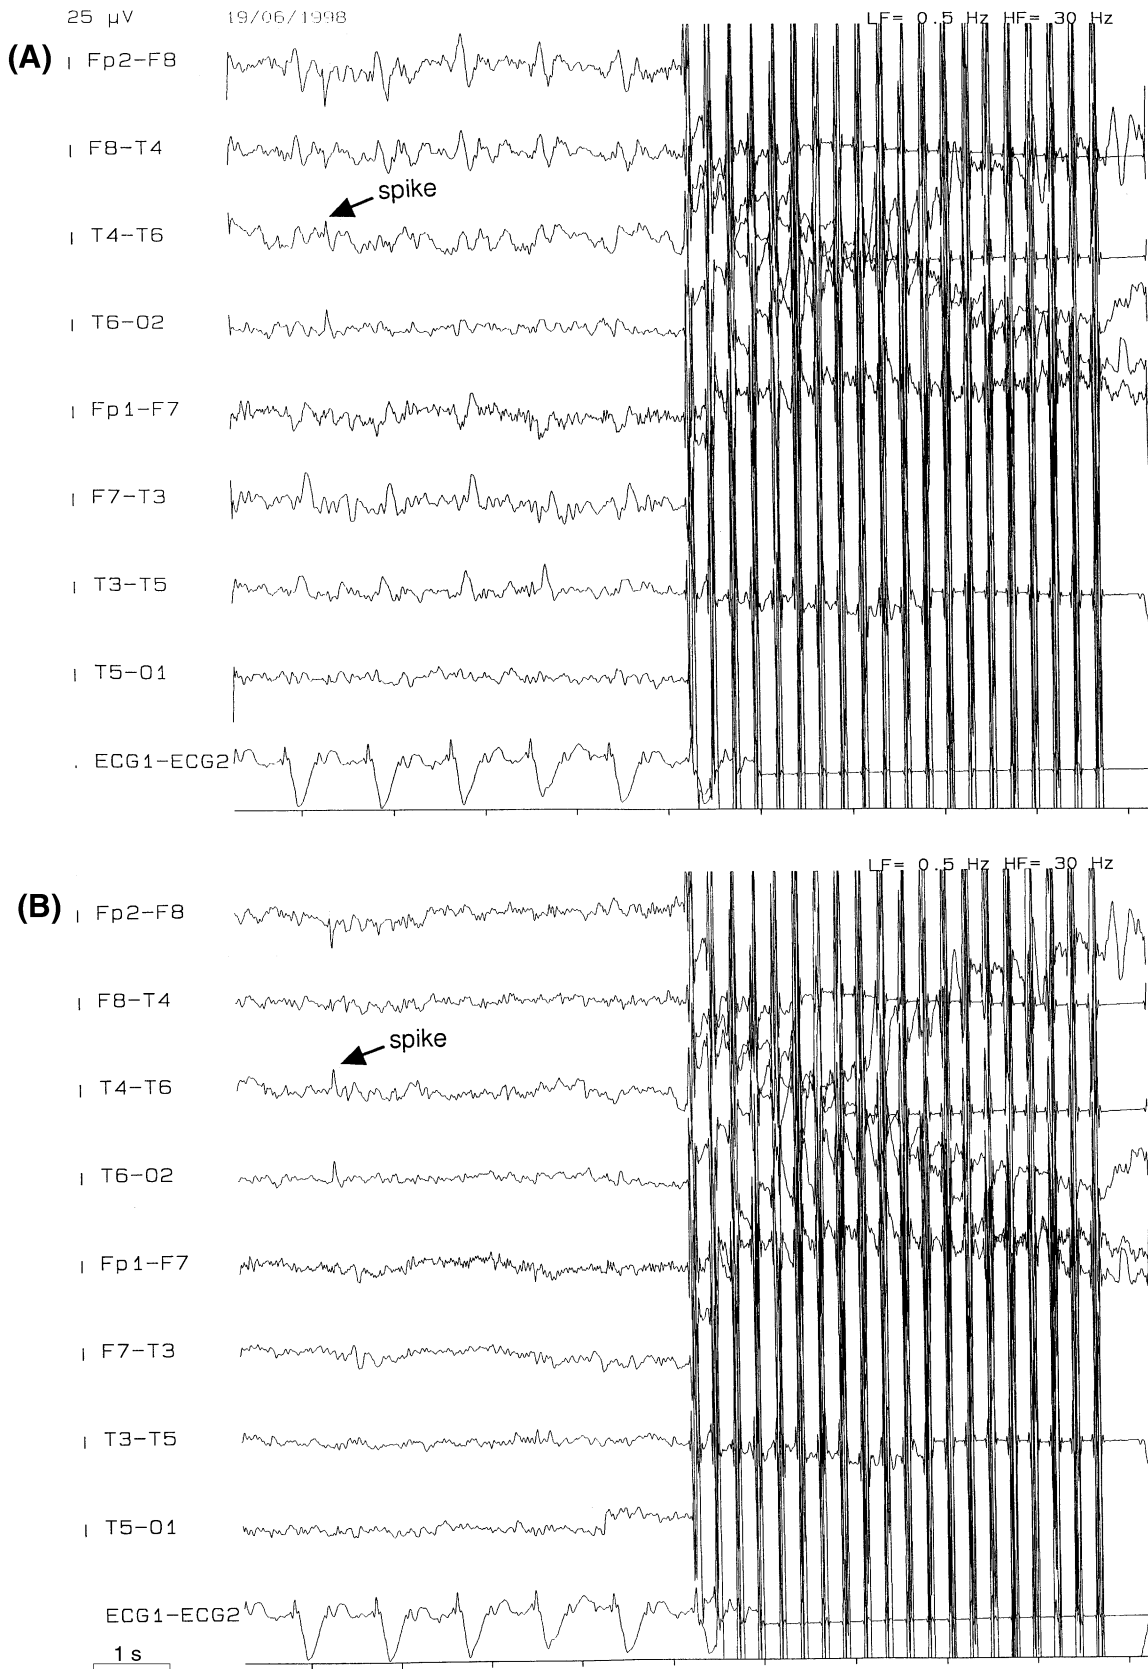 25 µV 19/06/1998 LF= 0.5 Hz HF= 30 Hz
(A) Fp2-F8
F8-T4
spike
T4-T6
T6-O2
Fp1-F7
F7-T3
T3-T5
T5-O1
ECG1-ECG2
LF= 0.5 Hz HF= 30 Hz
(B) Fp2-F8
F8-T4
spike
T4-T6
T6-O2
Fp1-F7
F7-T3
T3-T5
T5-O1
ECG1-ECG2
1 s